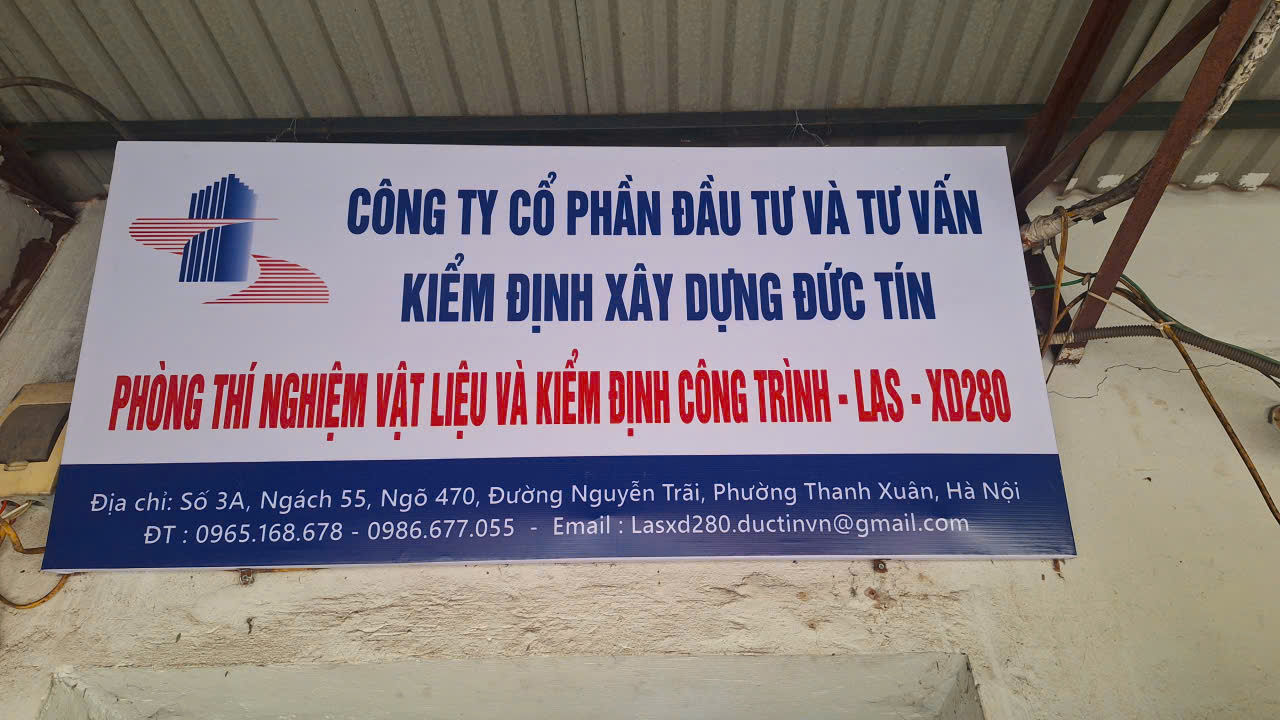 CÔNG TY CỔ PHẦN ĐẦU TƯ VÀ TƯ VẤN
KIỂM ĐỊNH XÂY DỰNG ĐỨC TÍN
PHÒNG THÍ NGHIỆM VẬT LIỆU VÀ KIỂM ĐỊNH CÔNG TRÌNH - LAS - XD280
Địa chỉ: Số 3A, Ngách 55, Ngõ 470, Đường Nguyễn Trãi, Phường Thanh Xuân, Hà Nội
ĐT : 0965.168.678 - 0986.677.055 - Email : Lasxd280.ductinvn@gmail.com